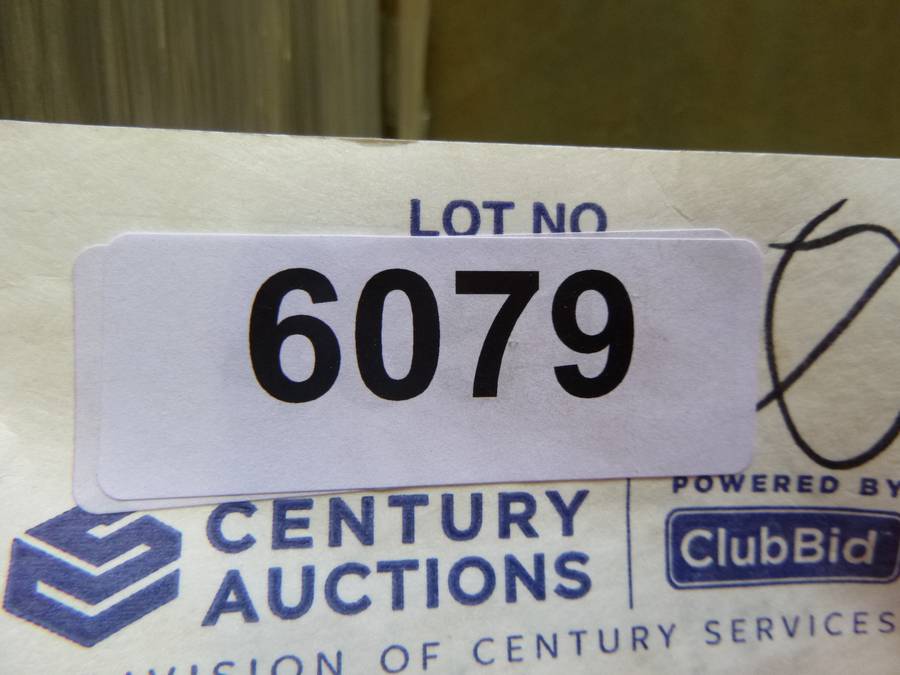 LOT NO
6079
CENTURY
AUCTIONS
POWERED BY
ClubBid
OF CENTURY SERVICES